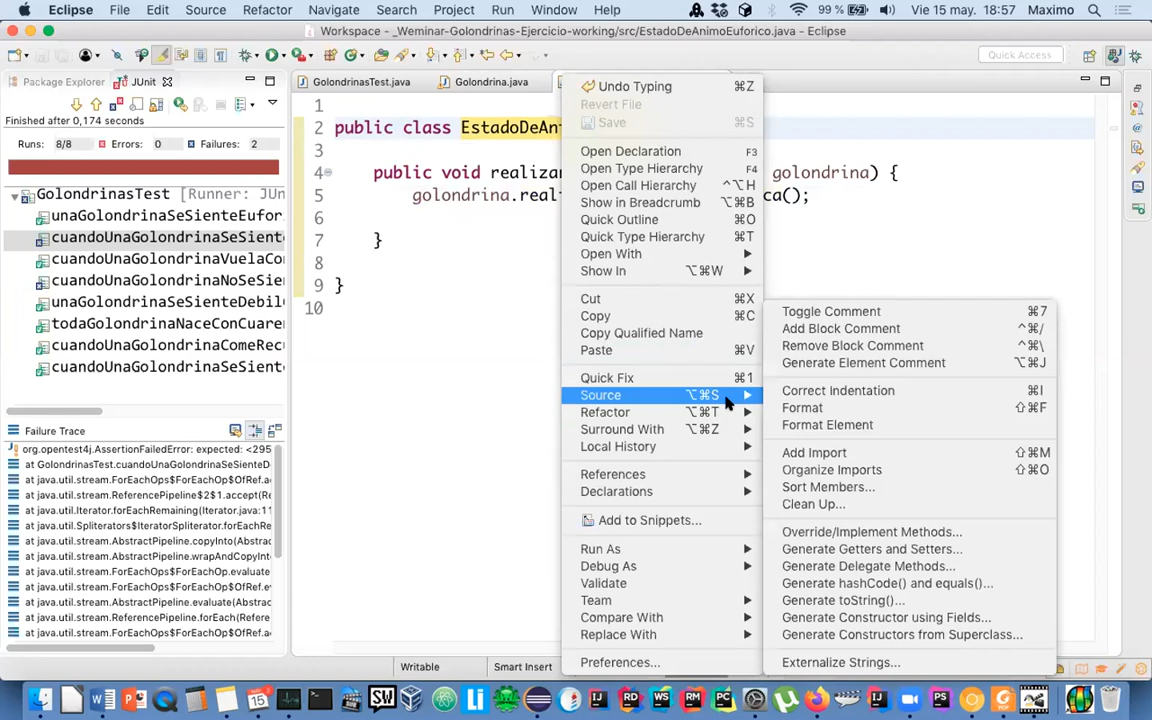 Eclipse File Edit Source Refactor Navigate Search Project Run Window Help 99 % Vie 15 may. 18:57 Maximo
Workspace - _Weminar-Golondrinas-Ejercicio-working/src/EstadoDeAnimoEuforico.java - Eclipse
Quick Access
Package Explorer JUnit
Finished after 0,174 seconds
Runs: 8/8 Errors: 0 Failures: 2
GolondrinasTest [Runner: JUn
unaGolondrinaSeSienteEufor
cuandoUnaGolondrinaSeSient
cuandoUnaGolondrinaVuelaCo
cuandoUnaGolondrinaNoSeSie
unaGolondrinaSeSienteDebil
todaGolondrinaNaceConCuare
cuandoUnaGolondrinaComeRec
cuandoUnaGolondrinaSeSient
Failure Trace
org.opentest4j.AssertionFailedError: expected: <295
at GolondrinasTest.cuandoUnaGolondrinaSeSienteD
at java.util.stream.ForEachOps$ForEachOp$OfRef.a
at java.util.stream.ReferencePipeline$2$1.accept(Re
at java.util.Iterator.forEachRemaining(Iterator.java:11
at java.util.Spliterators$IteratorSpliterator.forEachRe
at java.util.stream.AbstractPipeline.copyInto(Abstrac
at java.util.stream.AbstractPipeline.wrapAndCopyInt
at java.util.stream.ForEachOps$ForEachOp.evaluate
at java.util.stream.ForEachOps$ForEachOp$OfRef.e
at java.util.stream.AbstractPipeline.evaluate(Abstrac
at java.util.stream.ReferencePipeline.forEach(Refere
at java.util.stream.ForEachOps$ForEachOp$OfRef.a
GolondrinasTest.java Golondrina.java
1
2 public class EstadoDeAn
3
4 public void realiza golondrina) {
5 golondrina.real ca();
6
7 }
8
9 }
10
Undo Typing ⌘Z
Revert File
Save ⌘S
Open Declaration F3
Open Type Hierarchy F4
Open Call Hierarchy ^⌥H
Show in Breadcrumb ⌥⌘B
Quick Outline ⌘O
Quick Type Hierarchy ⌘T
Open With
Show In ⌥⌘W
Cut ⌘X
Copy ⌘C
Copy Qualified Name
Paste ⌘V
Quick Fix ⌘1
Source ⌥⌘S
Refactor ⌥⌘T
Surround With ⌥⌘Z
Local History
References
Declarations
Add to Snippets...
Run As
Debug As
Validate
Team
Compare With
Replace With
Preferences...
Toggle Comment ⌘7
Add Block Comment ^⌘/
Remove Block Comment ^⌘\
Generate Element Comment ⌥⌘J
Correct Indentation ⌘I
Format ⇧⌘F
Format Element
Add Import ⇧⌘M
Organize Imports ⇧⌘O
Sort Members...
Clean Up...
Override/Implement Methods...
Generate Getters and Setters...
Generate Delegate Methods...
Generate hashCode() and equals()...
Generate toString()...
Generate Constructor using Fields...
Generate Constructors from Superclass...
Externalize Strings...
Writable Smart Insert
15 SW LI IJ RD WS RM PC PS IJ